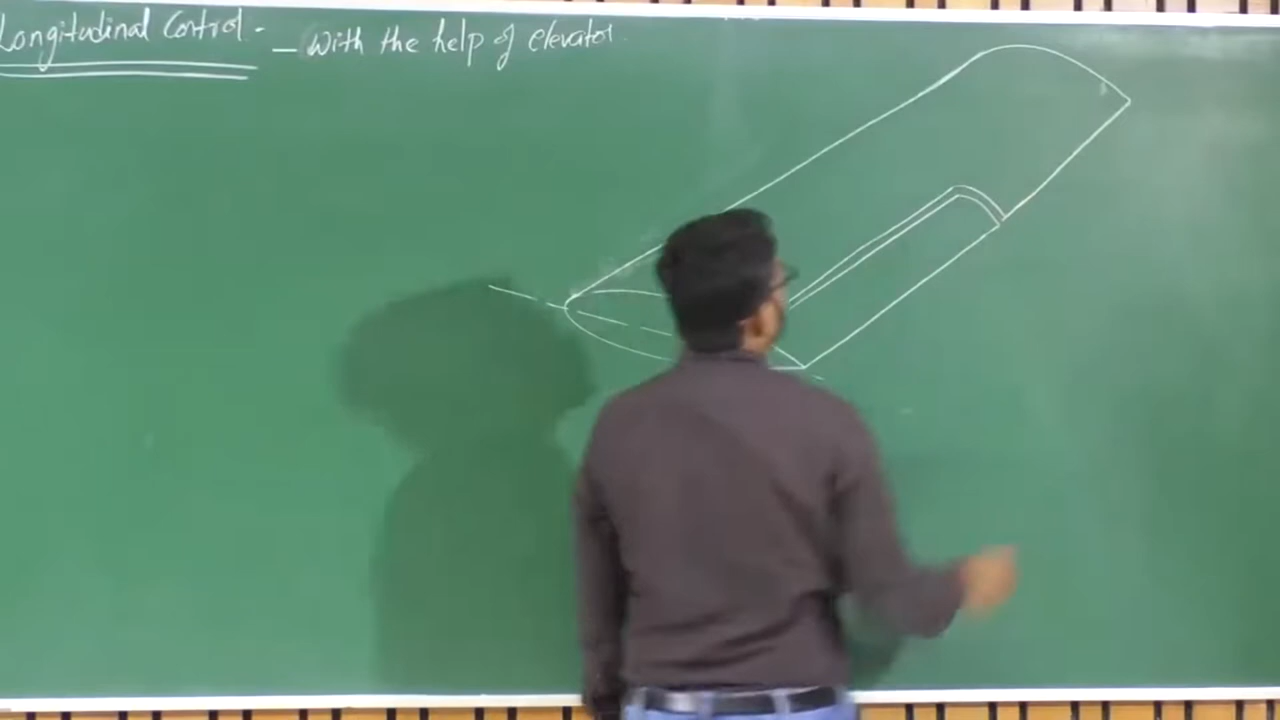 Longitudinal Control - — With the help of elevator.